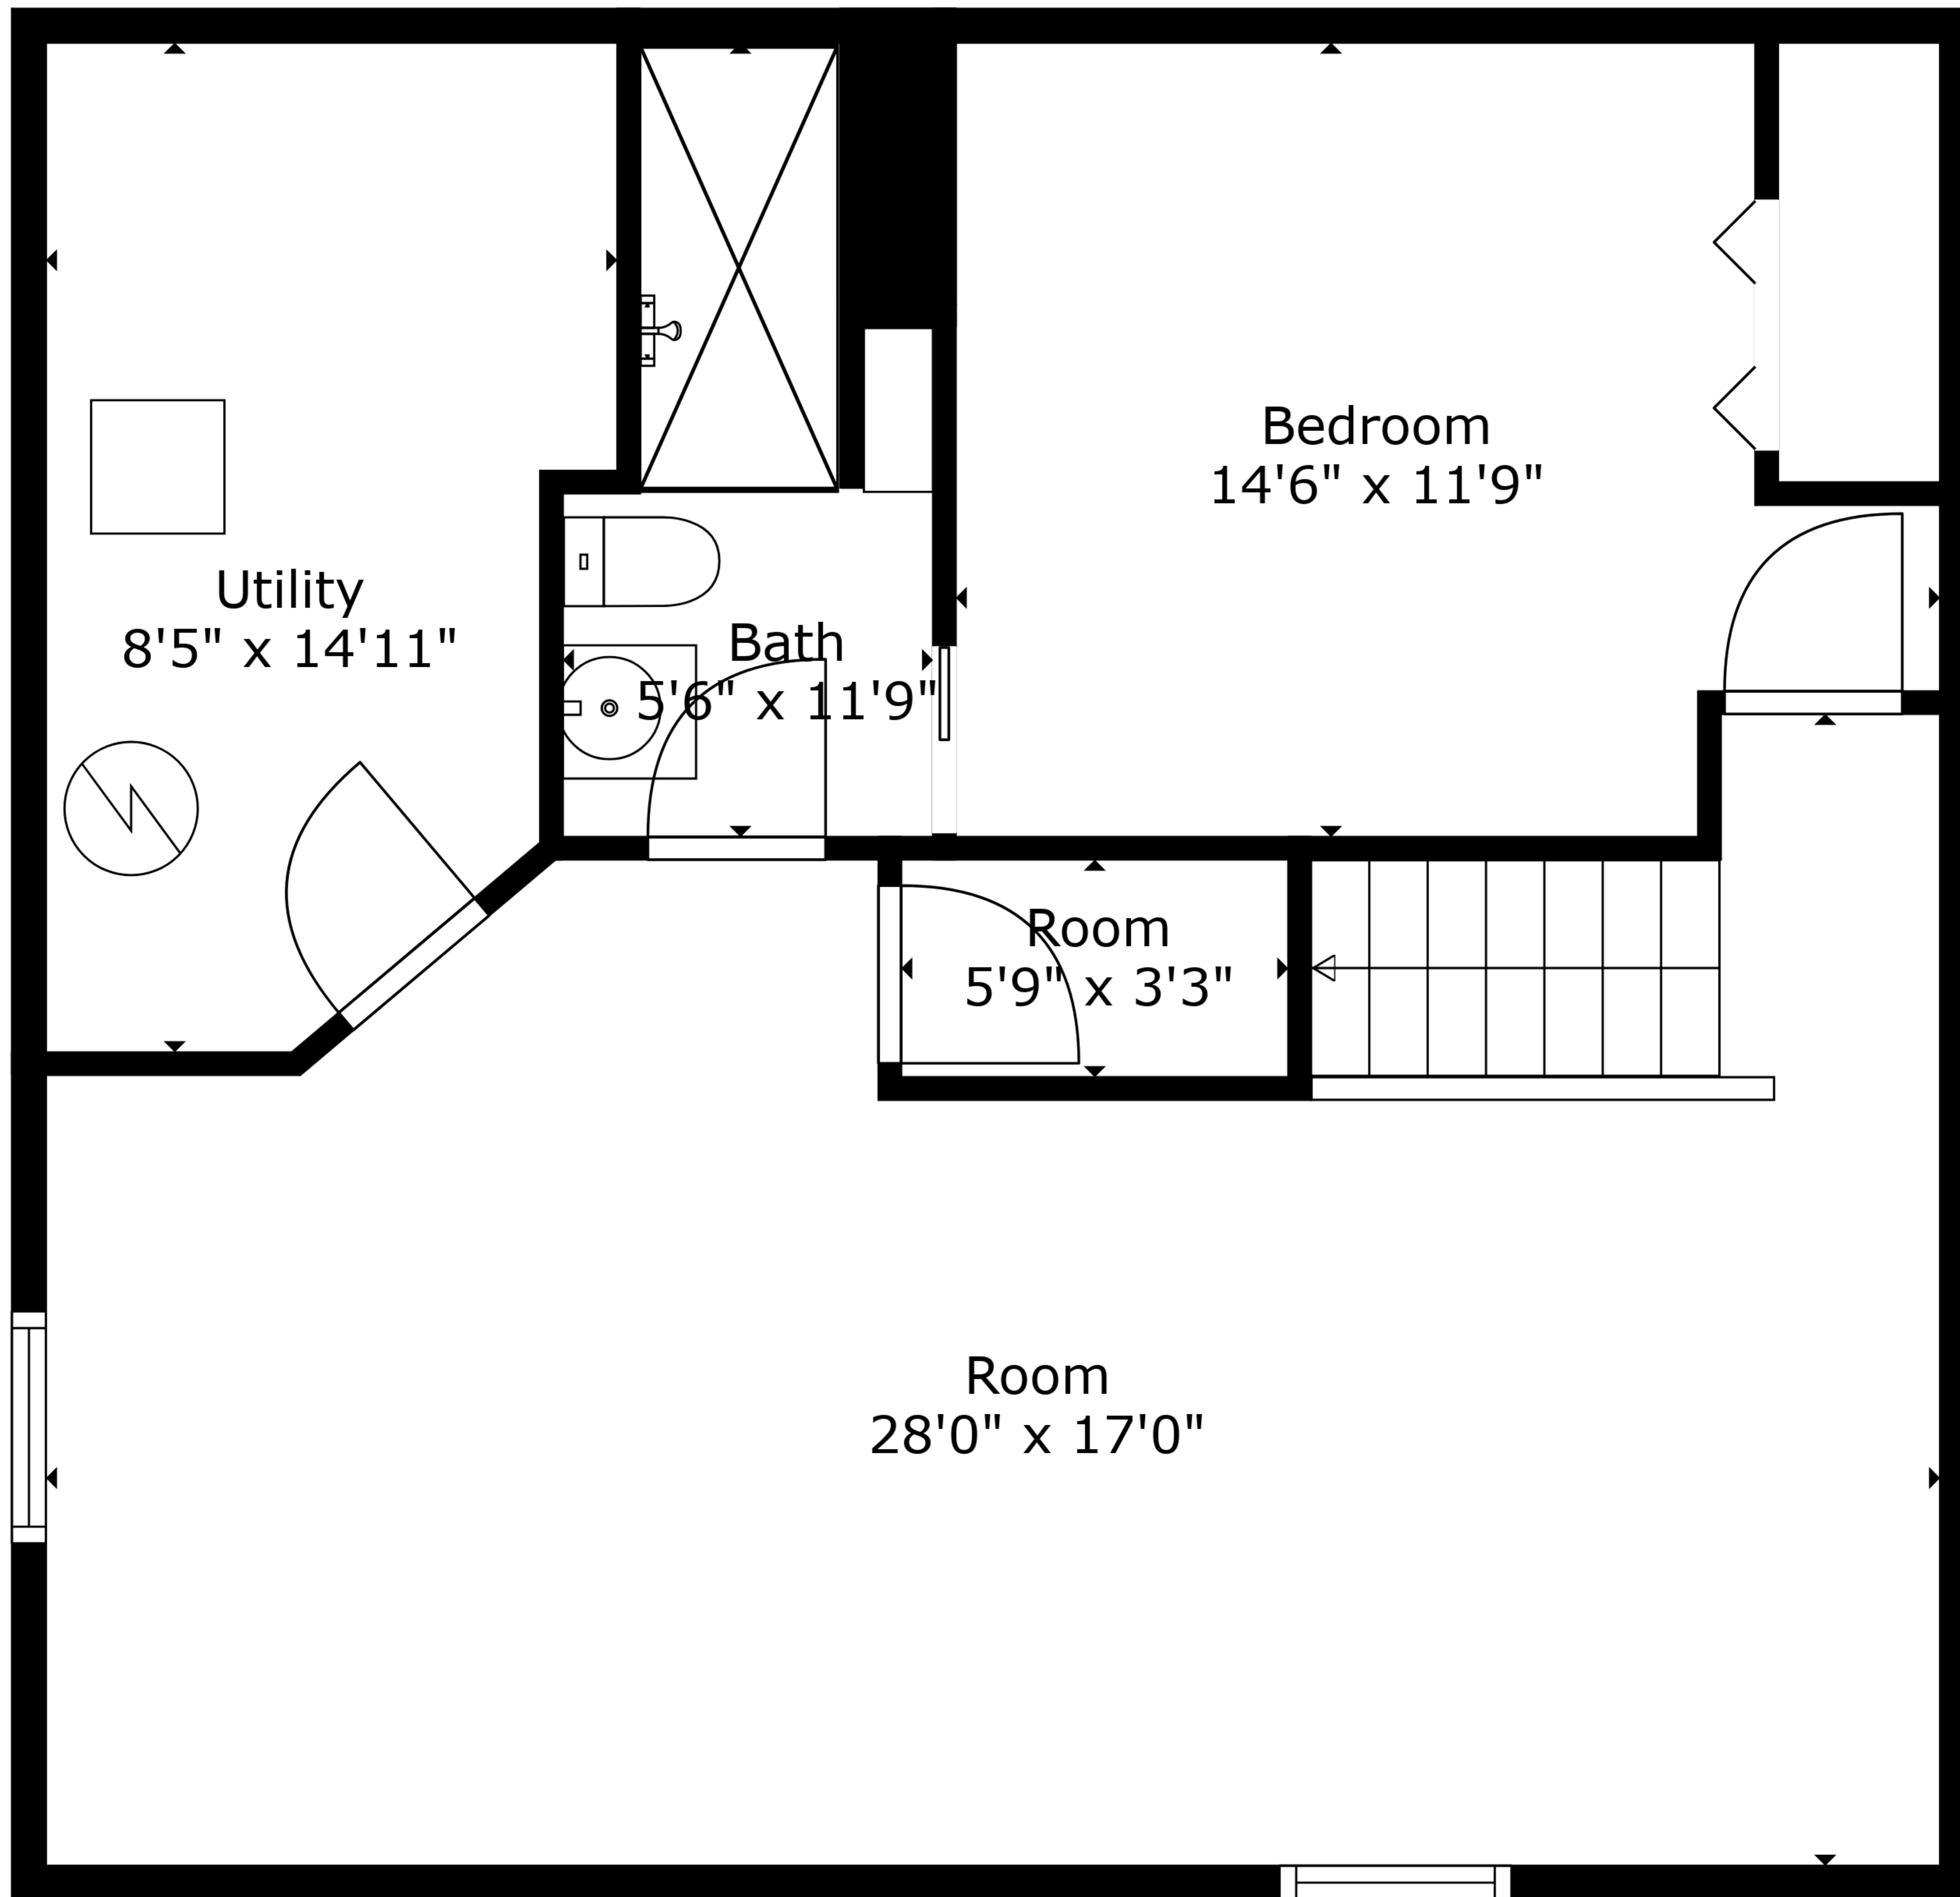 Bedroom
14'6" x 11'9"
Utility
8'5" x 14'11"
Bath
5'6" x 11'9"
Room
5'9" x 3'3"
Room
28'0" x 17'0"